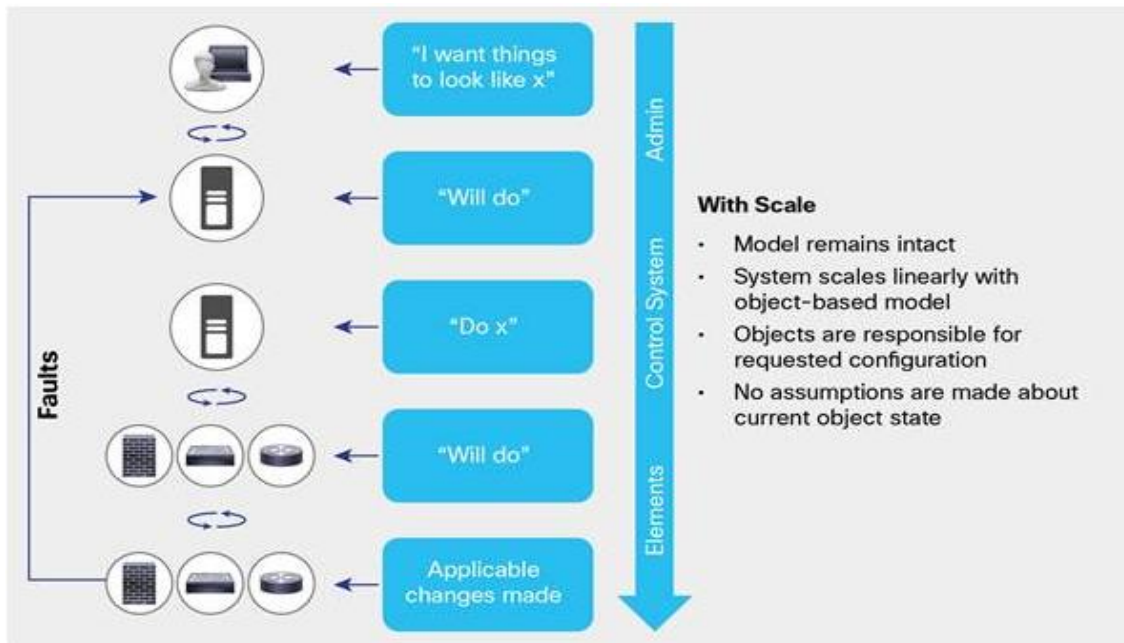 "I want things
to look like x"
"Will do"
"Do x"
"Will do"
Applicable
changes made
Faults
Admin
Control System
Elements
With Scale
• Model remains intact
• System scales linearly with
object-based model
• Objects are responsible for
requested configuration
• No assumptions are made about
current object state